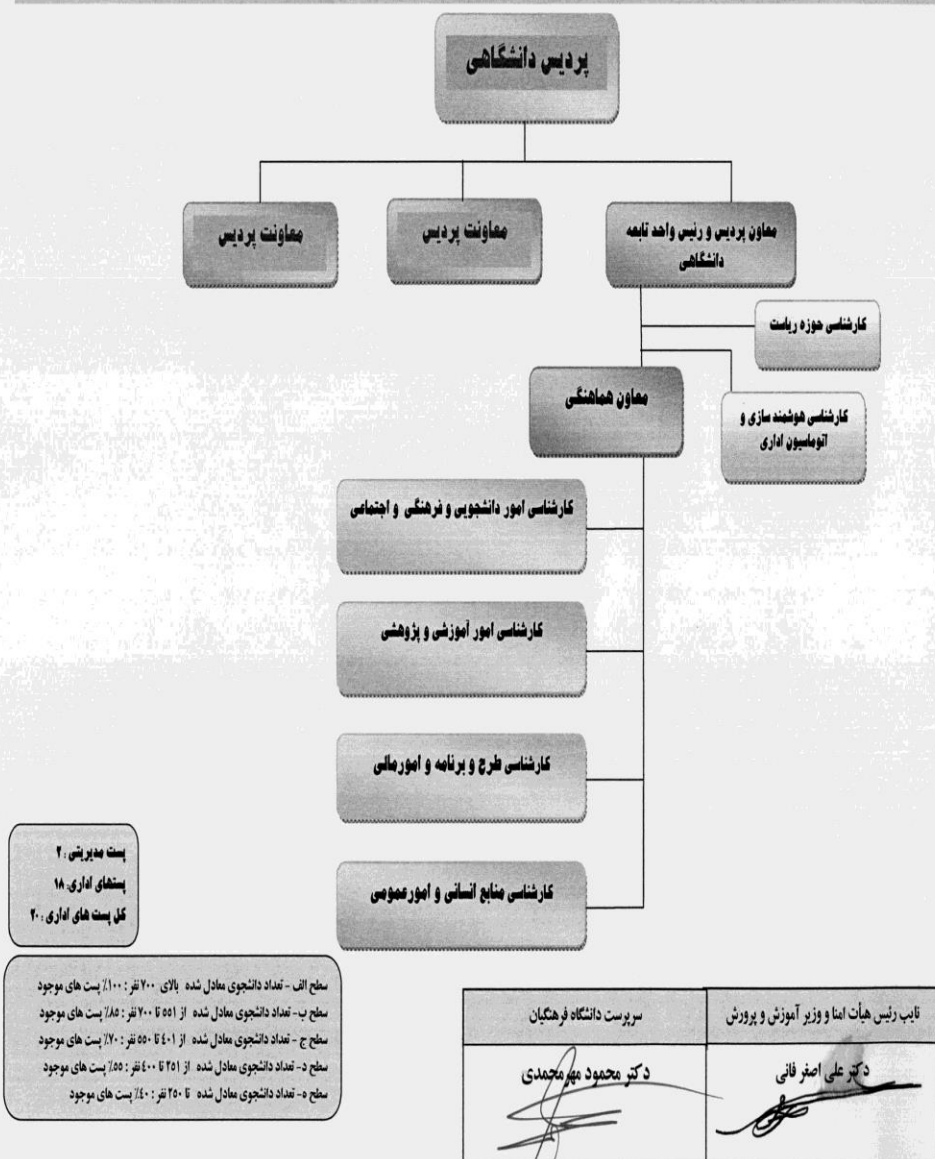 پردیس دانشگاهی
معاون پردیس و رئیس واحد تابعه
دانشگاهی
معاونت پردیس
معاونت پردیس
کارشناسی حوزه ریاست
کارشناسی هوشمند سازی و
اتوماسیون اداری
معاون هماهنگی
کارشناسی امور دانشجویی و فرهنگی و اجتماعی
کارشناسی امور آموزشی و پژوهشی
کارشناسی طرح و برنامه و امورمالی
کارشناسی منابع انسانی و امورعمومی
پست مدیریتی : ۲
پستهای اداری: ۱۸
کل پست های اداری : ۲۰
سطح الف - تعداد دانشجوی معادل شده بالای ۷۰۰ نفر : ۱۰۰٪ پست های موجود
سطح ب- تعداد دانشجوی معادل شده از ۵۵۱ تا ۷۰۰ نفر : ۸۵٪ پست های موجود
سطح ج - تعداد دانشجوی معادل شده از ٤۰۱ تا ۵۵۰ نفر : ۷۰٪ پست های موجود
سطح د- تعداد دانشجوی معادل شده از ۲۵۱ تا ٤۰۰ نفر : ۵۵٪ پست های موجود
سطح ه- تعداد دانشجوی معادل شده تا ۲۵۰ نفر : ٤۰٪ پست های موجود
نایب رئیس هیأت امنا و وزیر آموزش و پرورش
سرپرست دانشگاه فرهنگیان
دکتر علی اصغر فانی
دکتر محمود مهرمحمدی